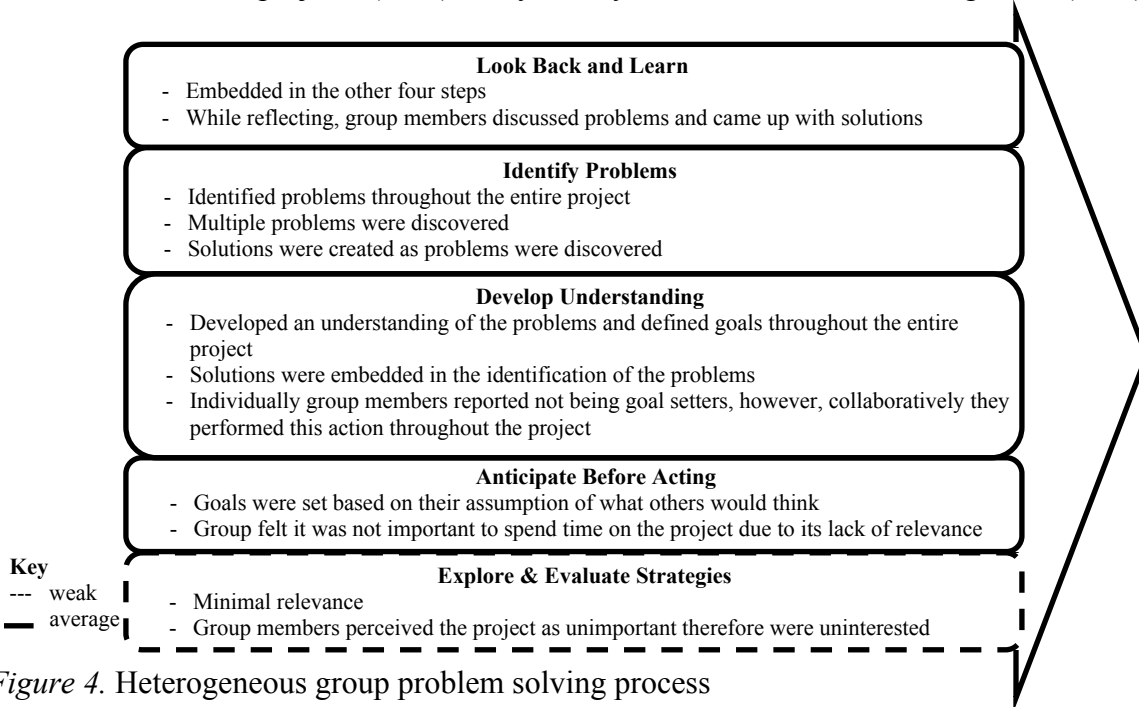 Look Back and Learn
- Embedded in the other four steps
- While reflecting, group members discussed problems and came up with solutions
Identify Problems
- Identified problems throughout the entire project
- Multiple problems were discovered
- Solutions were created as problems were discovered
Develop Understanding
- Developed an understanding of the problems and defined goals throughout the entire
project
- Solutions were embedded in the identification of the problems
- Individually group members reported not being goal setters, however, collaboratively they
performed this action throughout the project
Anticipate Before Acting
- Goals were set based on their assumption of what others would think
- Group felt it was not important to spend time on the project due to its lack of relevance
Explore & Evaluate Strategies
- Minimal relevance
- Group members perceived the project as unimportant therefore were uninterested
Key
--- weak
average
Figure 4. Heterogeneous group problem solving process